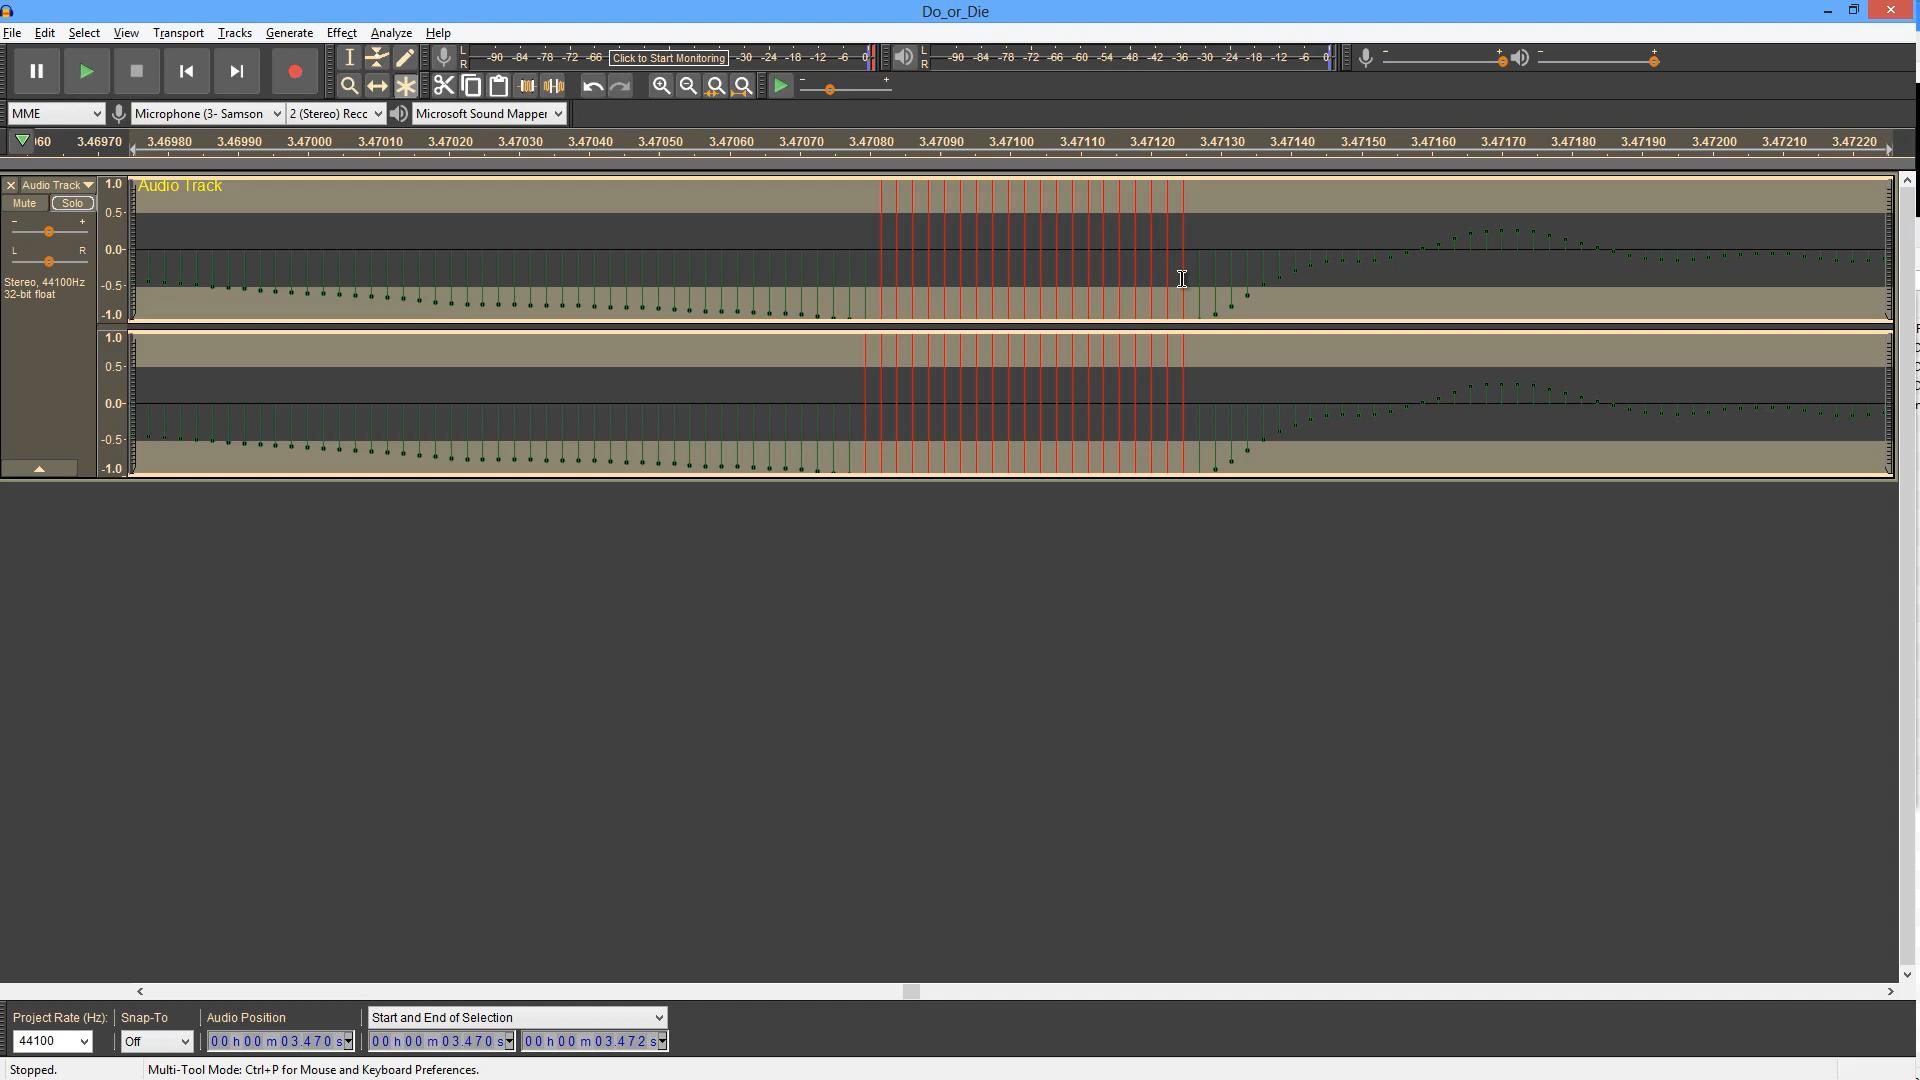 Do_or_Die
File Edit Select View Transport Tracks Generate Effect Analyze Help
L R -90 -84 -78 -72 -66 Click to Start Monitoring -30 -24 -18 -12 -6 0 L R -90 -84 -78 -72 -66 -60 -54 -48 -42 -36 -30 -24 -18 -12 -6 0 - + - +
- +
MME Microphone (3- Samson 2 (Stereo) Recc Microsoft Sound Mapper
060 3.46970 3.46980 3.46990 3.47000 3.47010 3.47020 3.47030 3.47040 3.47050 3.47060 3.47070 3.47080 3.47090 3.47100 3.47110 3.47120 3.47130 3.47140 3.47150 3.47160 3.47170 3.47180 3.47190 3.47200 3.47210 3.47220
Audio Track 1.0 Audio Track
Mute Solo
- + 0.5
L R 0.0
Stereo, 44100Hz -0.5
32-bit float
-1.0
1.0
0.5
0.0
-0.5
-1.0
Project Rate (Hz): Snap-To Audio Position Start and End of Selection
44100 Off 00 h 00 m 03.470 s 00 h 00 m 03.470 s 00 h 00 m 03.472 s
Stopped. Multi-Tool Mode: Ctrl+P for Mouse and Keyboard Preferences.